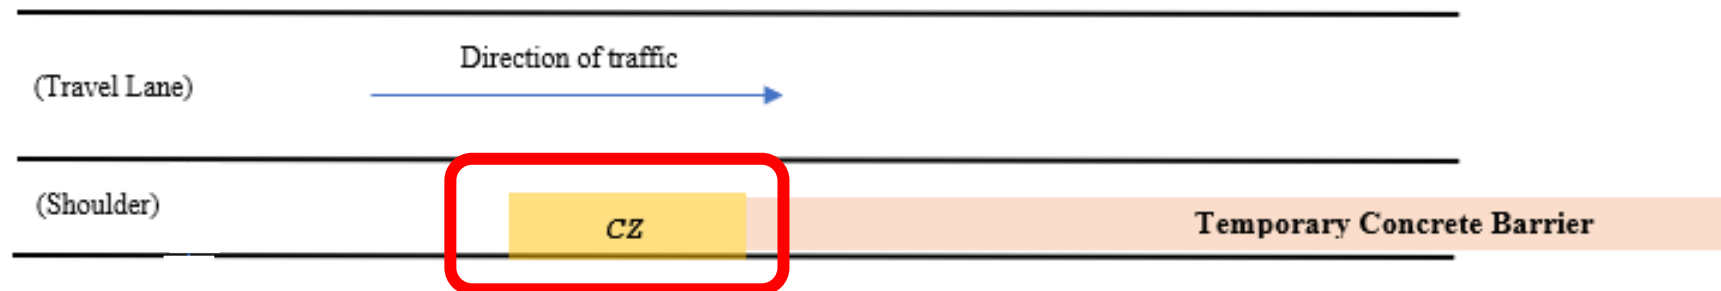 Direction of traffic
(Travel Lane)
(Shoulder)
CZ
Temporary Concrete Barrier